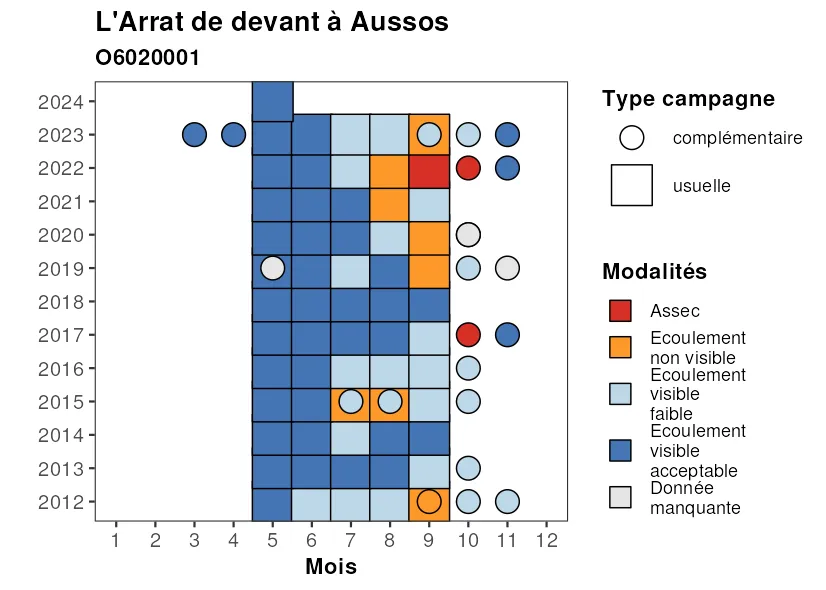 L'Arrat de devant à Aussos
O6020001
2024
2023
2022
2021
2020
2019
2018
2017
2016
2015
2014
2013
2012
1 2 3 4 5 6 7 8 9 10 11 12
Mois
Type campagne
complémentaire
usuelle
Modalités
Assec
Ecoulement
non visible
Ecoulement
visible
faible
Ecoulement
visible
acceptable
Donnée
manquante